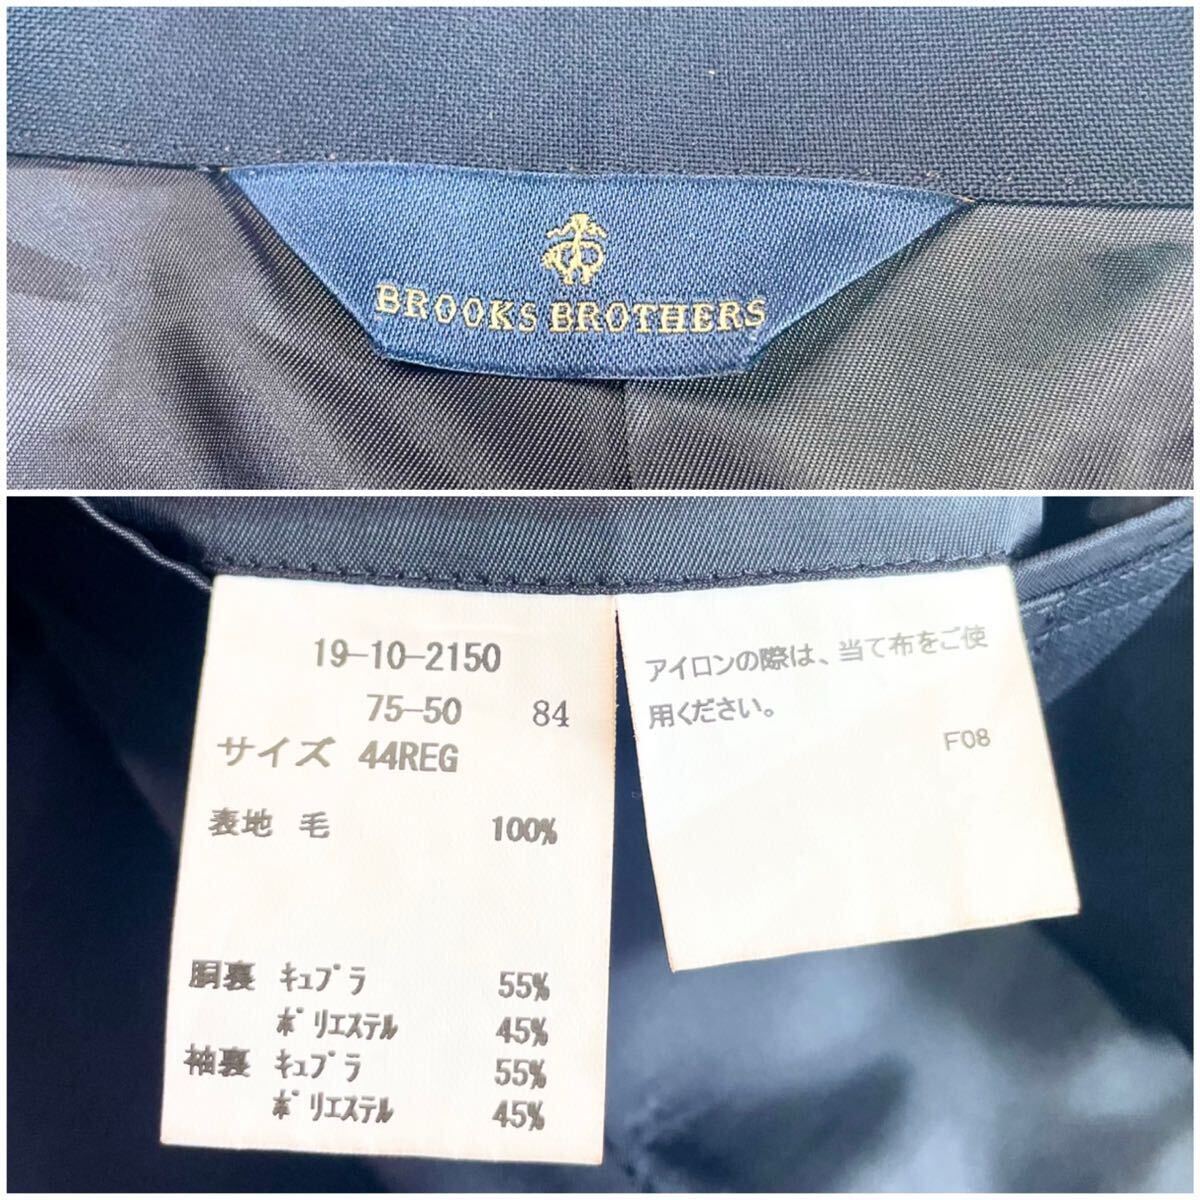 BROOKS BROTHERS
19-10-2150
75-50 84
サイズ 44REG
表地 毛 100%
胴裏 キュプラ 55%
ポリエステル 45%
袖裏 キュプラ 55%
ポリエステル 45%
アイロンの際は、当て布をご使
用ください。
F08